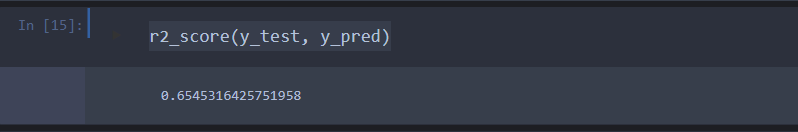 In [15]:
r2_score(y_test, y_pred)
0.6545316425751958